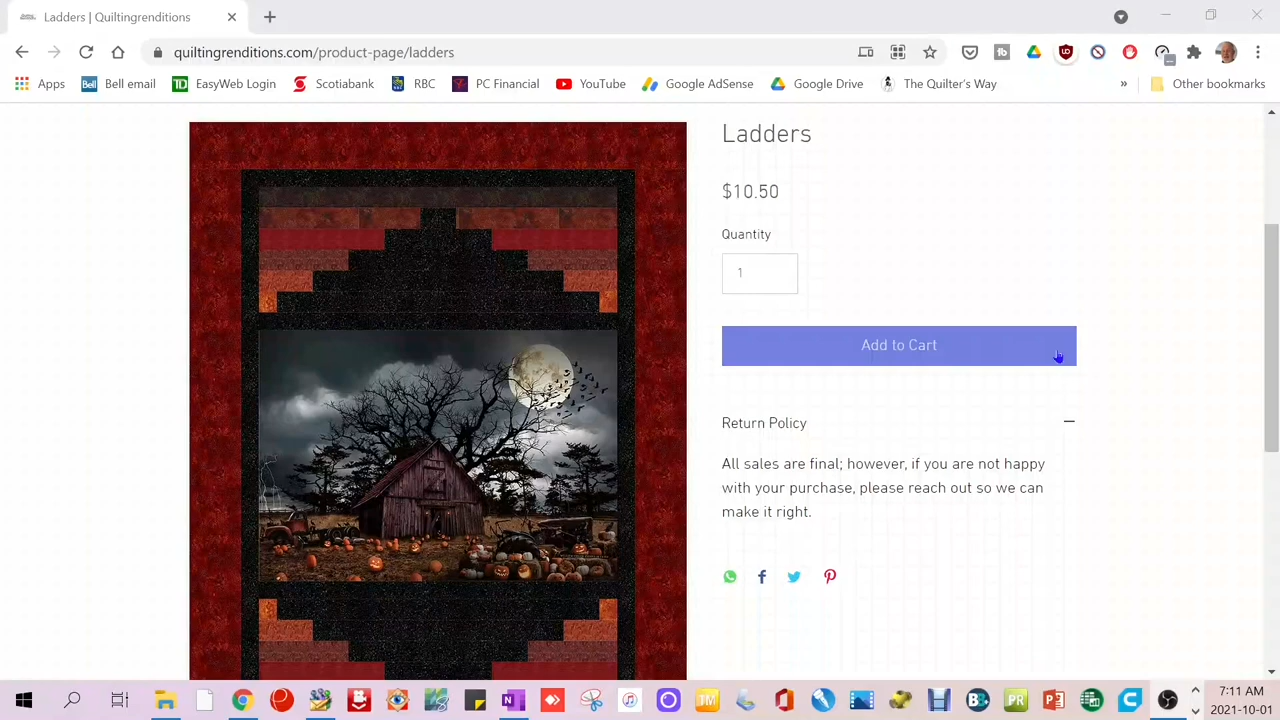 Ladders | Quiltingrenditions
quiltingrenditions.com/product-page/ladders
Apps Bell email EasyWeb Login Scotiabank RBC PC Financial YouTube Google AdSense Google Drive The Quilter's Way » Other bookmarks
Ladders
$10.50
Quantity
1
Add to Cart
Return Policy
All sales are final; however, if you are not happy
with your purchase, please reach out so we can
make it right.
7:11 AM
2021-10-01